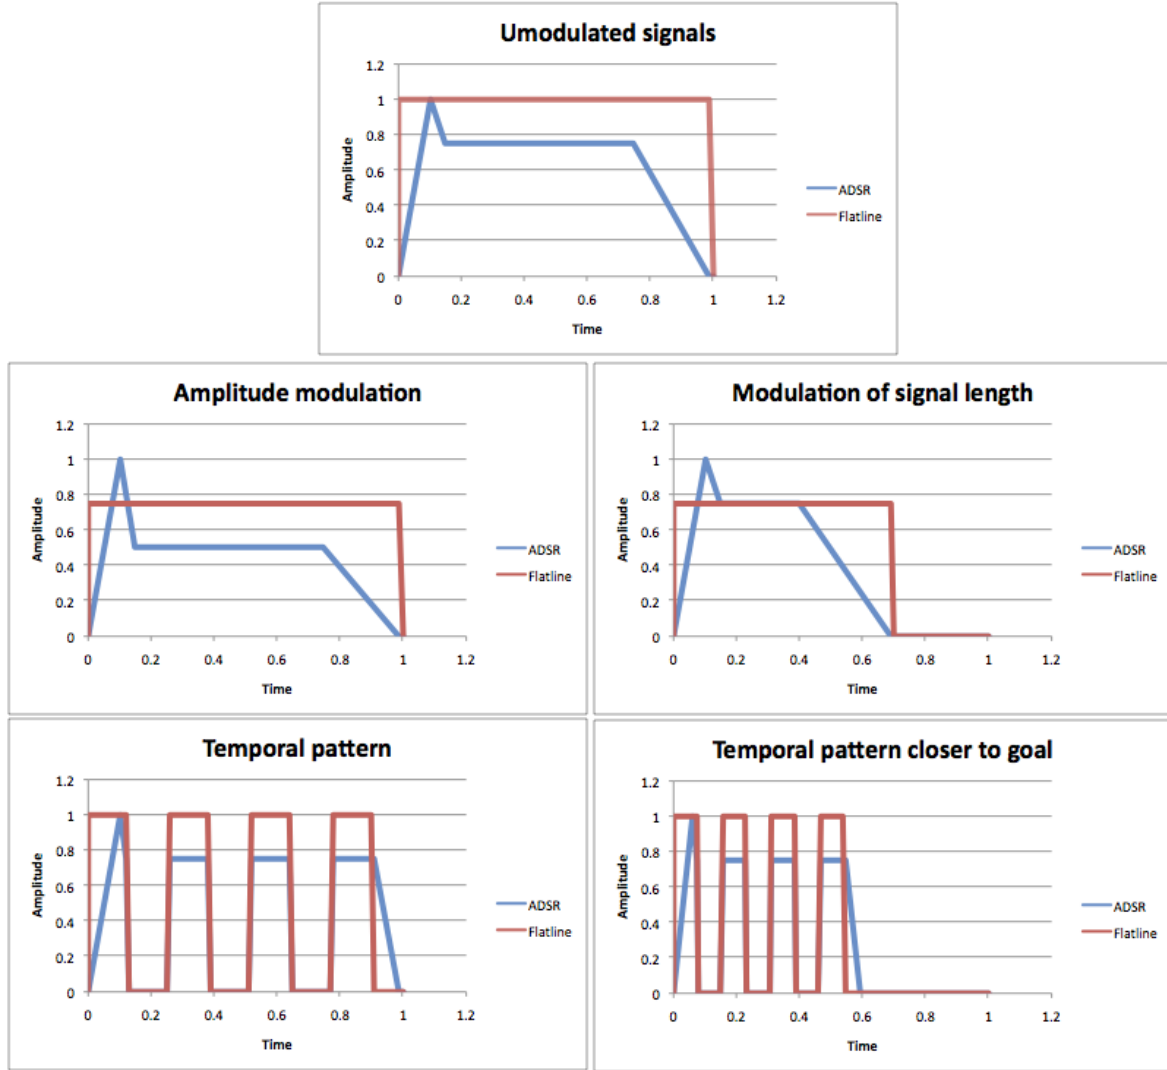 Umodulated signals
1.2
1
0.8
0.6
0.4
0.2
0
Amplitude
0 0.2 0.4 0.6 0.8 1 1.2
Time
ADSR
Flatline
Amplitude modulation
1.2
1
0.8
0.6
0.4
0.2
0
Amplitude
0 0.2 0.4 0.6 0.8 1 1.2
Time
ADSR
Flatline
Modulation of signal length
1.2
1
0.8
0.6
0.4
0.2
0
Amplitude
0 0.2 0.4 0.6 0.8 1 1.2
Time
ADSR
Flatline
Temporal pattern
1.2
1
0.8
0.6
0.4
0.2
0
Amplitude
0 0.2 0.4 0.6 0.8 1 1.2
Time
ADSR
Flatline
Temporal pattern closer to goal
1.2
1
0.8
0.6
0.4
0.2
0
Amplitude
0 0.2 0.4 0.6 0.8 1 1.2
Time
ADSR
Flatline